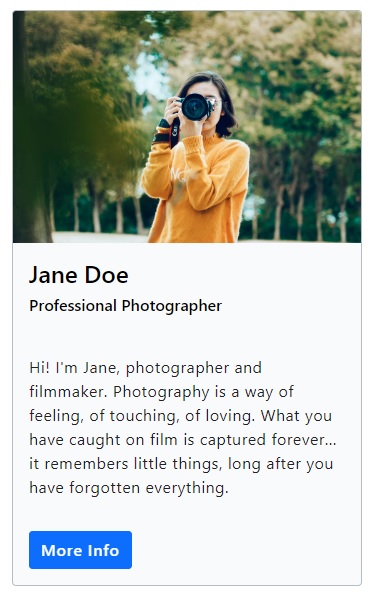 Jane Doe
Professional Photographer
Hi! I'm Jane, photographer and
filmmaker. Photography is a way of
feeling, of touching, of loving. What you
have caught on film is captured forever...
it remembers little things, long after you
have forgotten everything.
More Info